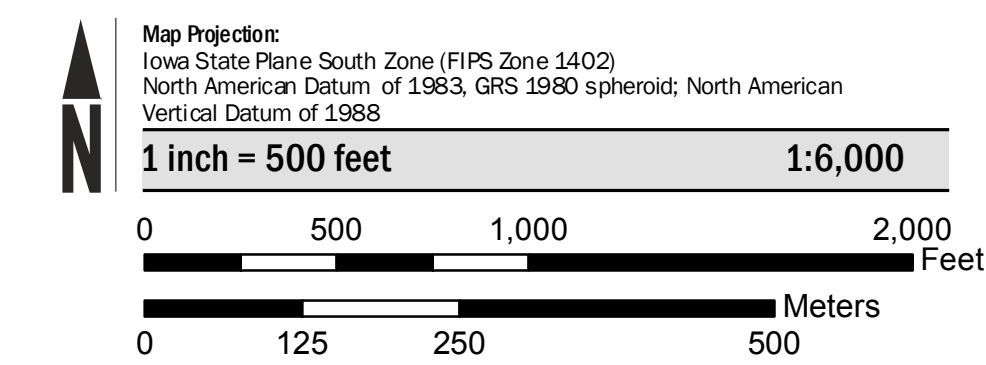 Map Projection:
Iowa State Plane South Zone (FIPS Zone 1402)
North American Datum of 1983, GRS 1980 spheroid; North American
Vertical Datum of 1988
N
1 inch = 500 feet 1:6,000
0 500 1,000 2,000
Feet
Meters
0 125 250 500